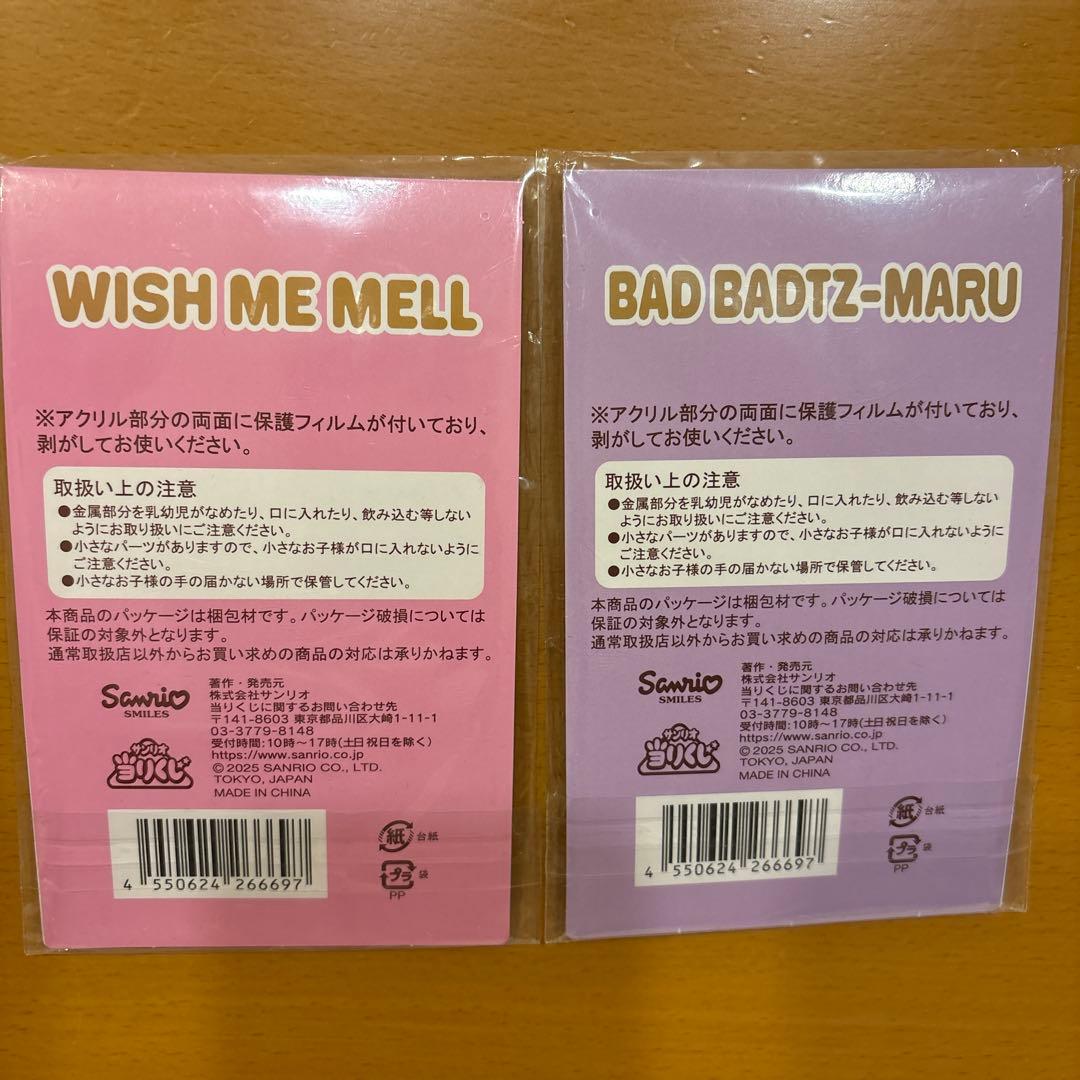 WISH ME MELL
※アクリル部分の両面に保護フィルムが付いており、
剥がしてお使いください。
取扱い上の注意
●金属部分を乳幼児がなめたり、口に入れたり、飲み込む等しない
ようにお取り扱いにご注意ください。
●小さなパーツがありますので、小さなお子様が口に入れないように
ご注意ください。
●小さなお子様の手の届かない場所で保管してください。
本商品のパッケージは梱包材です。パッケージ破損については
保証の対象外となります。
通常取扱店以外からお買い求めの商品の対応は承りかねます。
Sanrio
SMILES
サンリオ
当りくじ
著作・発売元
株式会社サンリオ
当りくじに関するお問い合わせ先
〒141-8603 東京都品川区大崎1-11-1
03-3779-8148
受付時間:10時〜17時(土日祝日を除く)
https://www.sanrio.co.jp
©2025 SANRIO CO., LTD.
TOKYO, JAPAN
MADE IN CHINA
4 550624 266697
紙 台紙
プラ 袋
PP
BAD BADTZ-MARU
※アクリル部分の両面に保護フィルムが付いており、
剥がしてお使いください。
取扱い上の注意
●金属部分を乳幼児がなめたり、口に入れたり、飲み込む等しない
ようにお取り扱いにご注意ください。
●小さなパーツがありますので、小さなお子様が口に入れないように
ご注意ください。
●小さなお子様の手の届かない場所で保管してください。
本商品のパッケージは梱包材です。パッケージ破損については
保証の対象外となります。
通常取扱店以外からお買い求めの商品の対応は承りかねます。
Sanrio
SMILES
サンリオ
当りくじ
著作・発売元
株式会社サンリオ
当りくじに関するお問い合わせ先
〒141-8603 東京都品川区大崎1-11-1
03-3779-8148
受付時間:10時〜17時(土日祝日を除く)
https://www.sanrio.co.jp
©2025 SANRIO CO., LTD.
TOKYO, JAPAN
MADE IN CHINA
4 550624 266697
紙 台紙
プラ 袋
PP